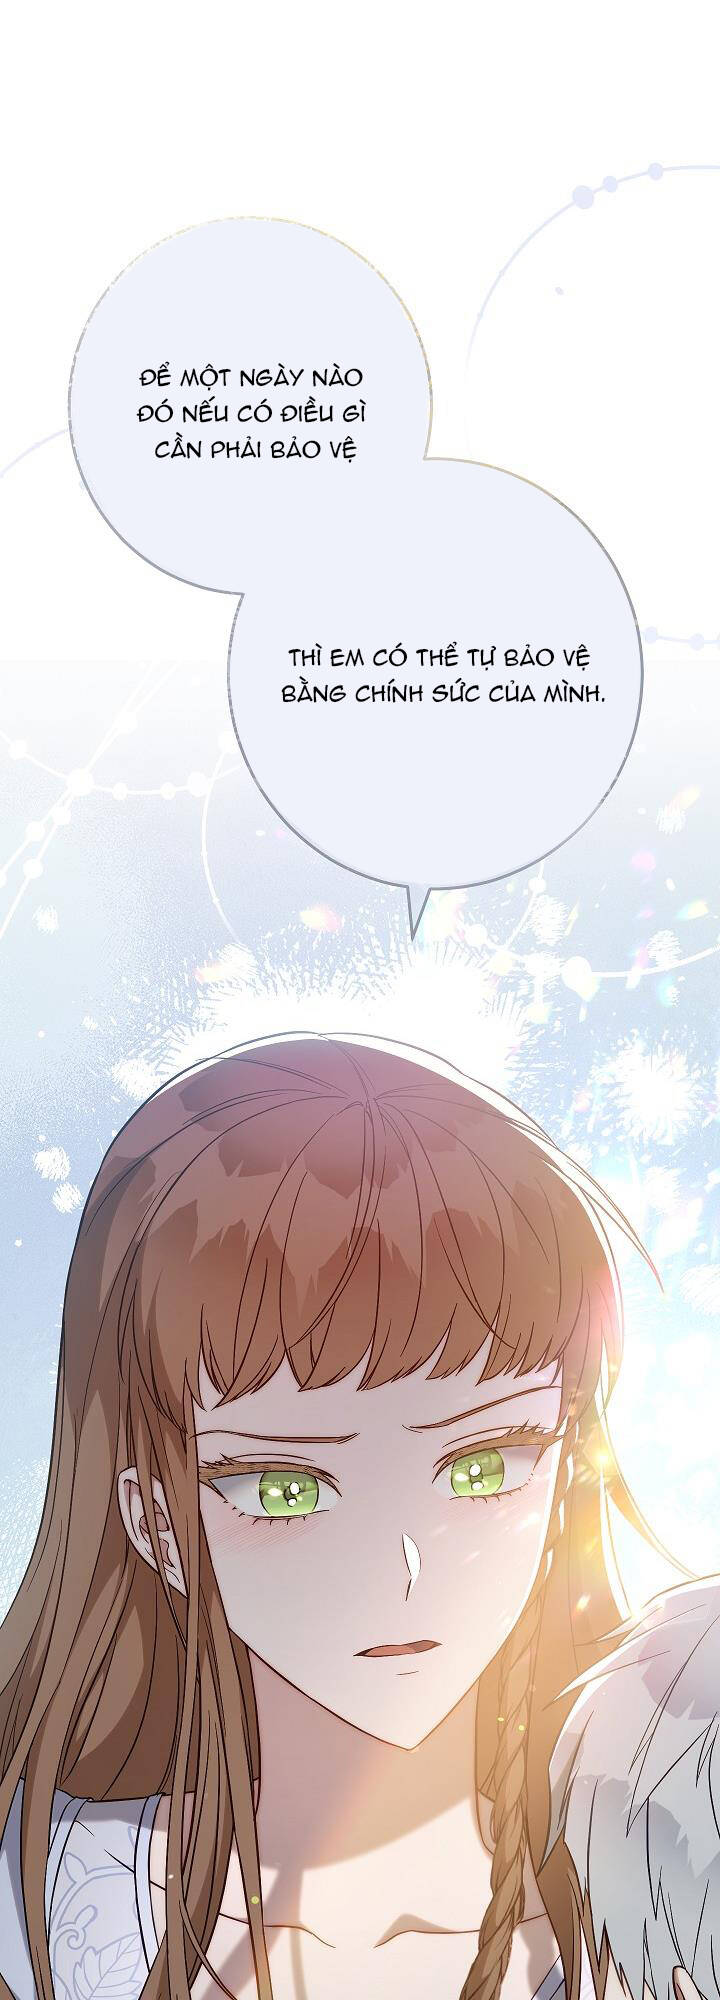 ĐỂ MỘT NGÀY NÀO
ĐÓ NẾU CÓ ĐIỀU GÌ
CẦN PHẢI BẢO VỆ
THÌ EM CÓ THỂ TỰ BẢO VỆ
BẰNG CHÍNH SỨC CỦA MÌNH.